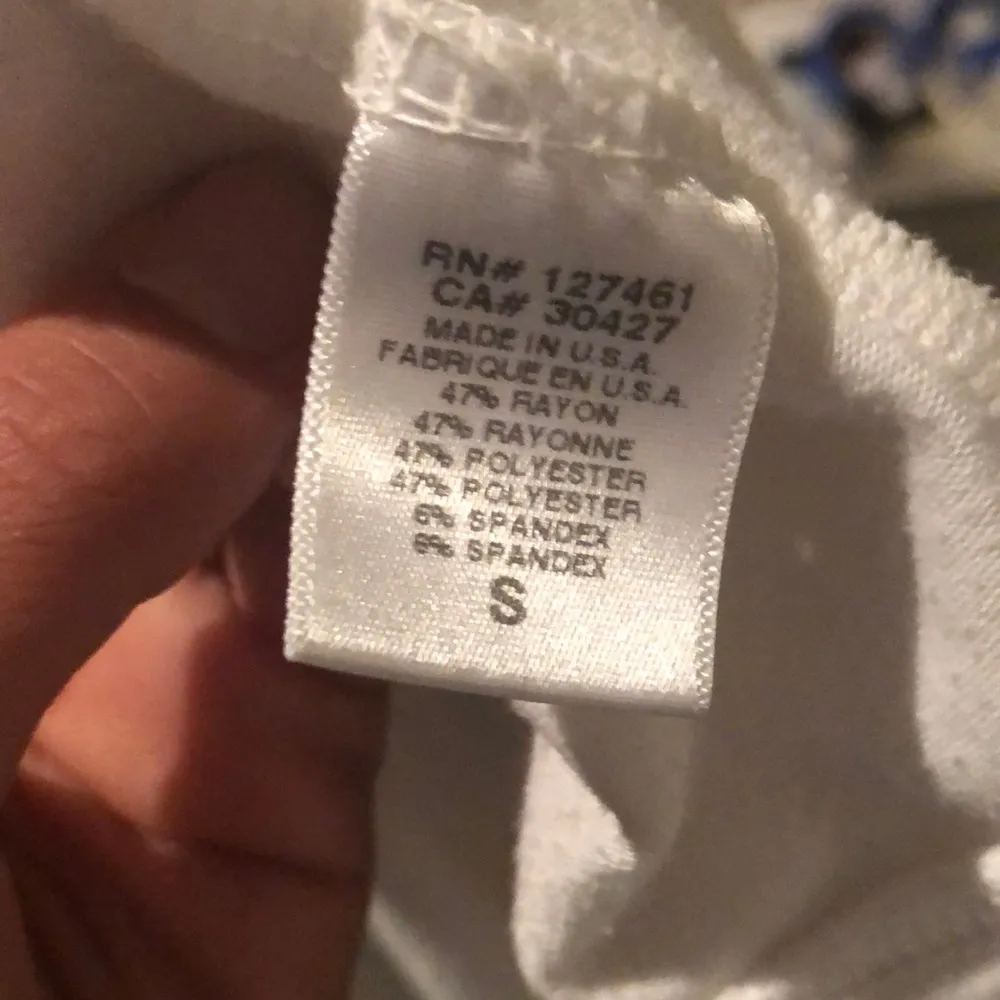 RN# 127461
CA# 30427
MADE IN U.S.A.
FABRIQUE EN U.S.A.
47% RAYON
47% RAYONNE
47% POLYESTER
47% POLYESTER
6% SPANDEX
6% SPANDEX
S